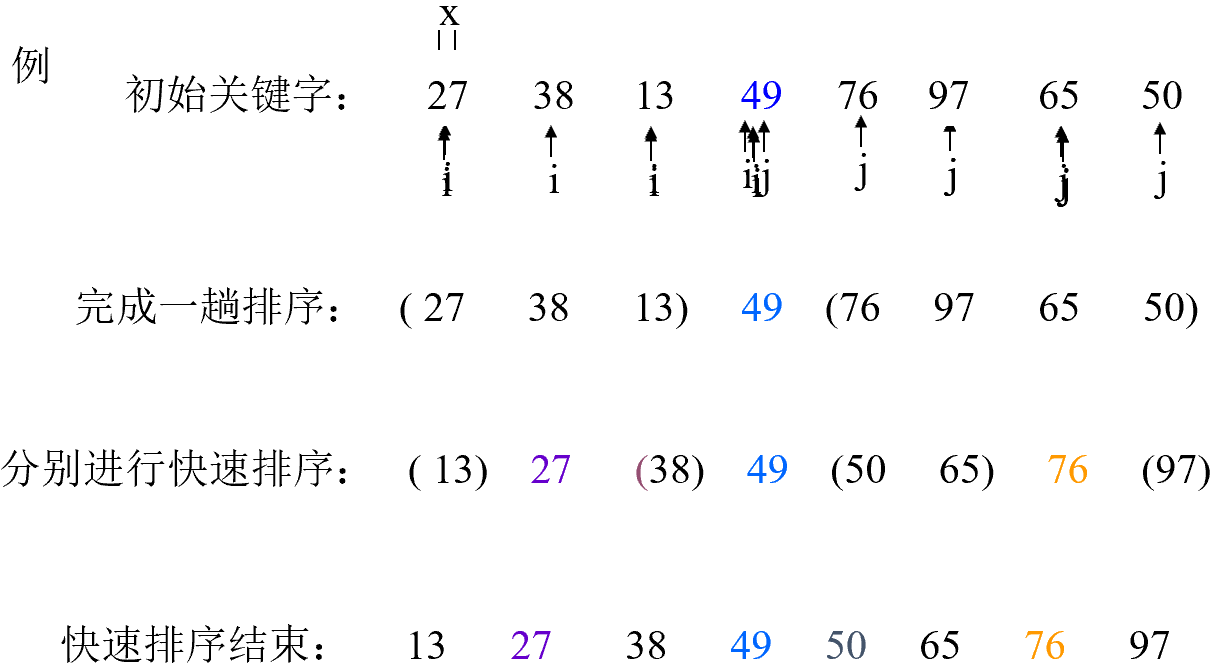 x
例
初始关键字： 27 38 13 49 76 97 65 50
i i i i i j j j j j
完成一趟排序： ( 27 38 13) 49 (76 97 65 50)
分别进行快速排序： ( 13) 27 (38) 49 (50 65) 76 (97)
快速排序结束： 13 27 38 49 50 65 76 97